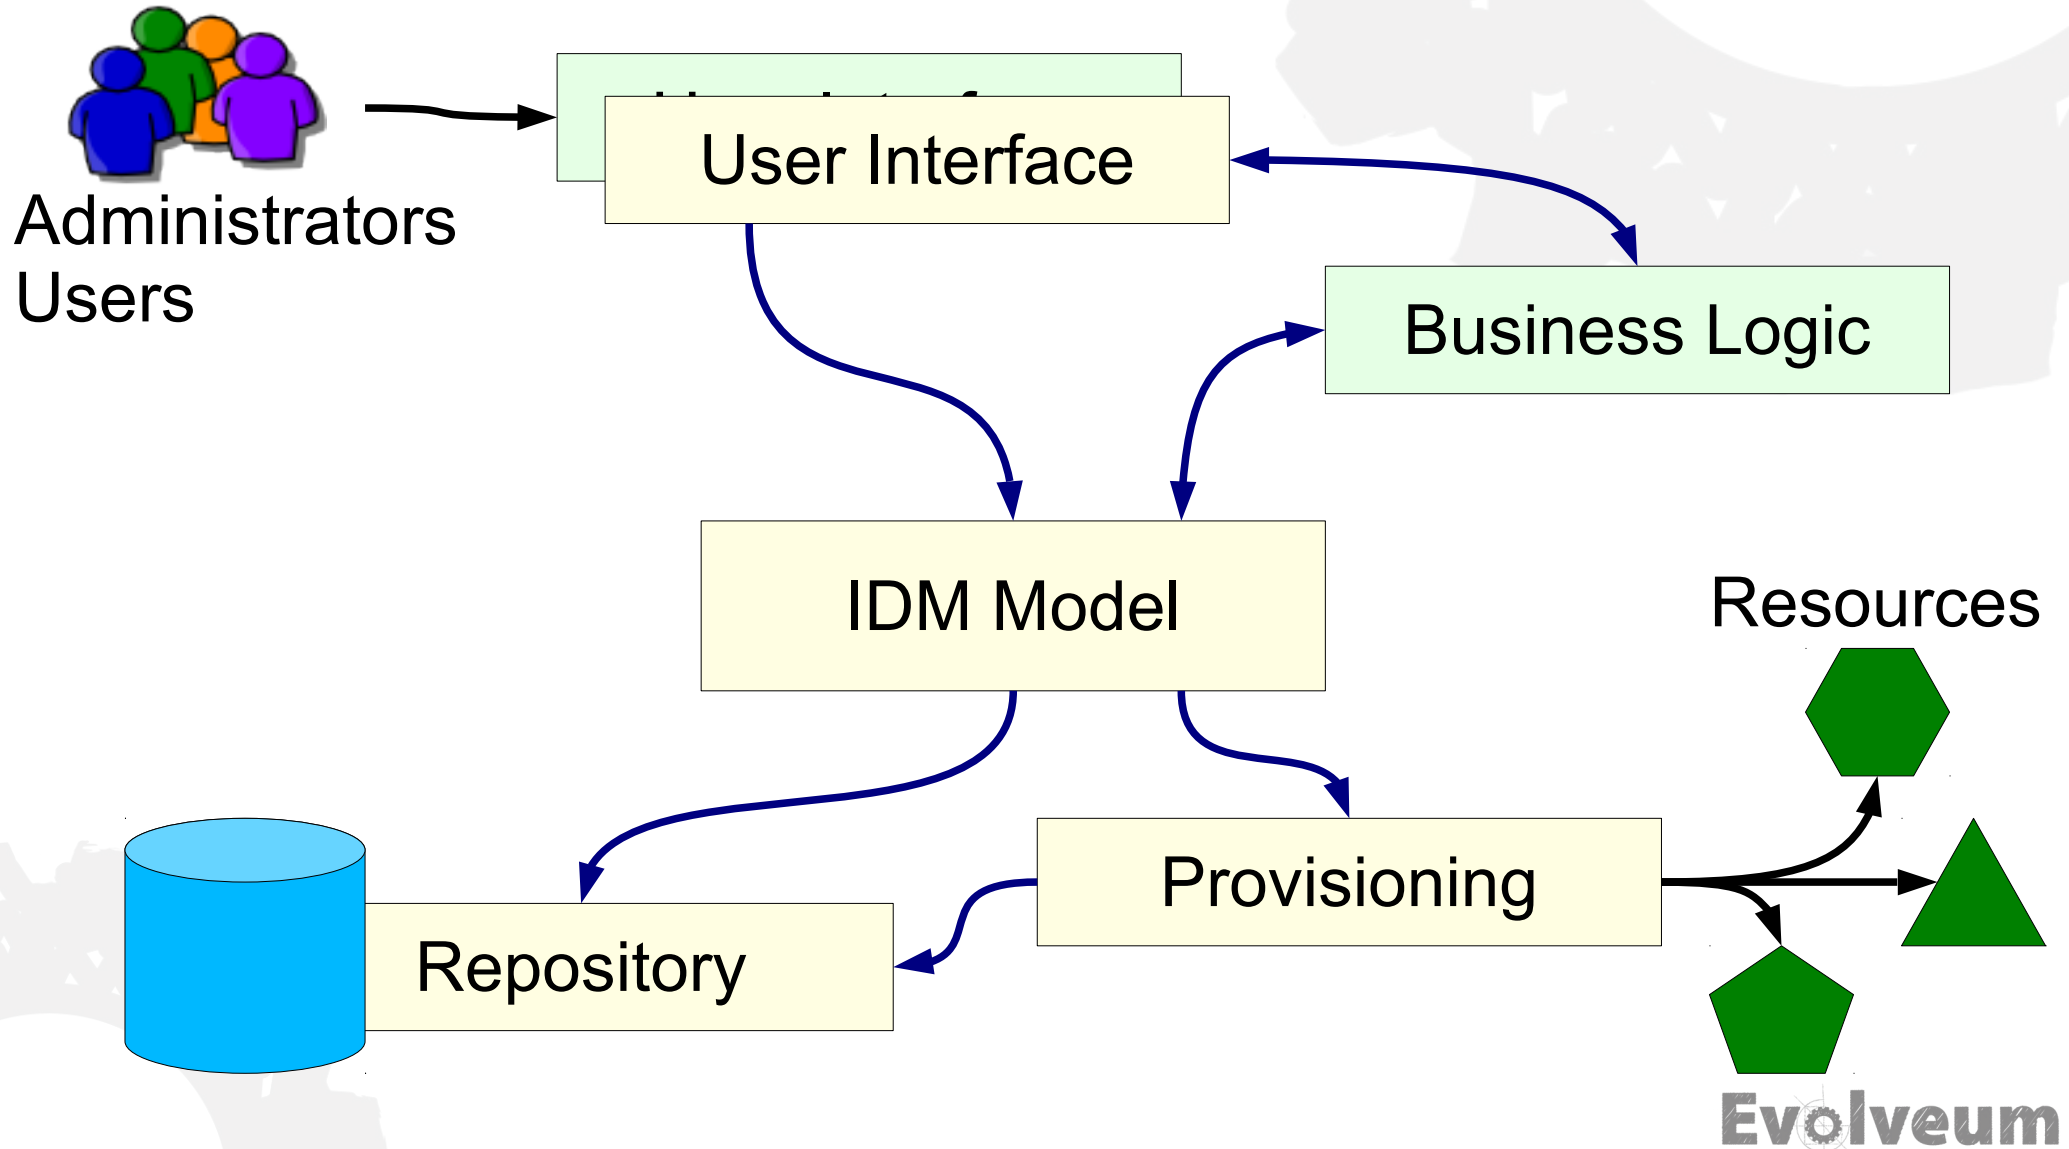 User Interface
Administrators
Users
Business Logic
IDM Model
Resources
Provisioning
Repository
Evolveum